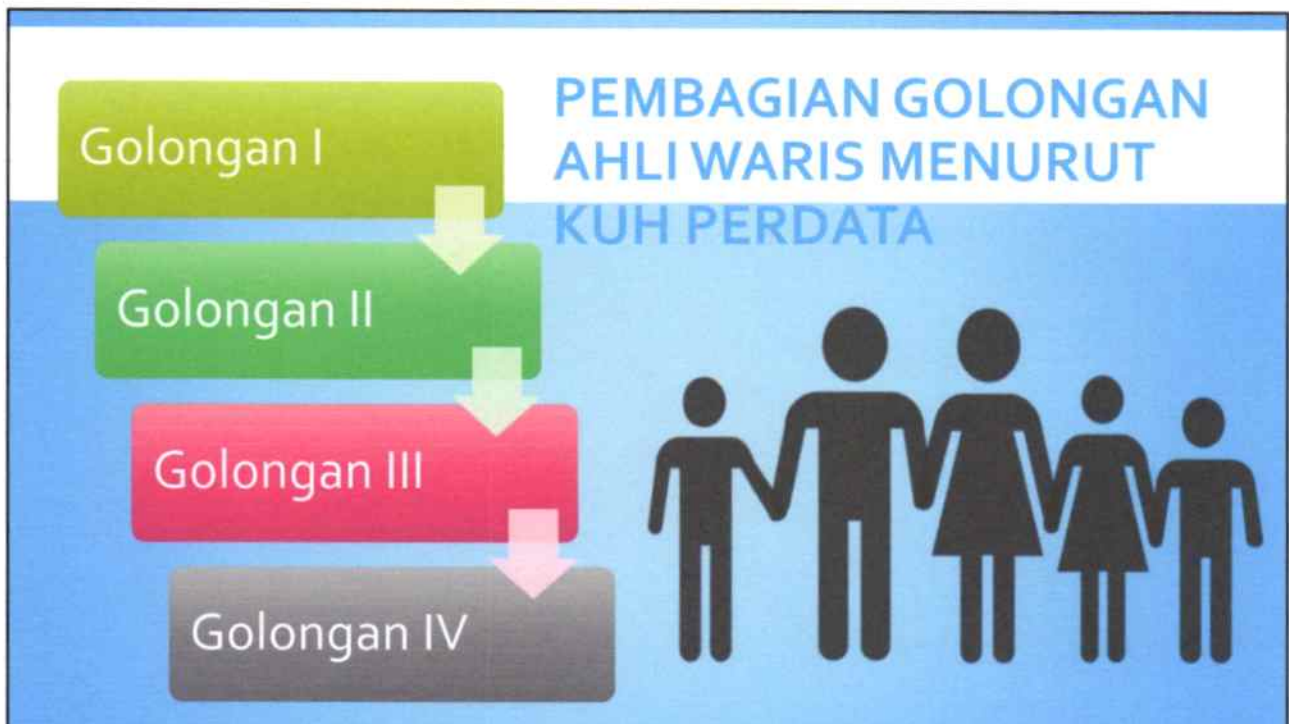 PEMBAGIAN GOLONGAN
AHLI WARIS MENURUT
KUH PERDATA
Golongan I
Golongan II
Golongan III
Golongan IV